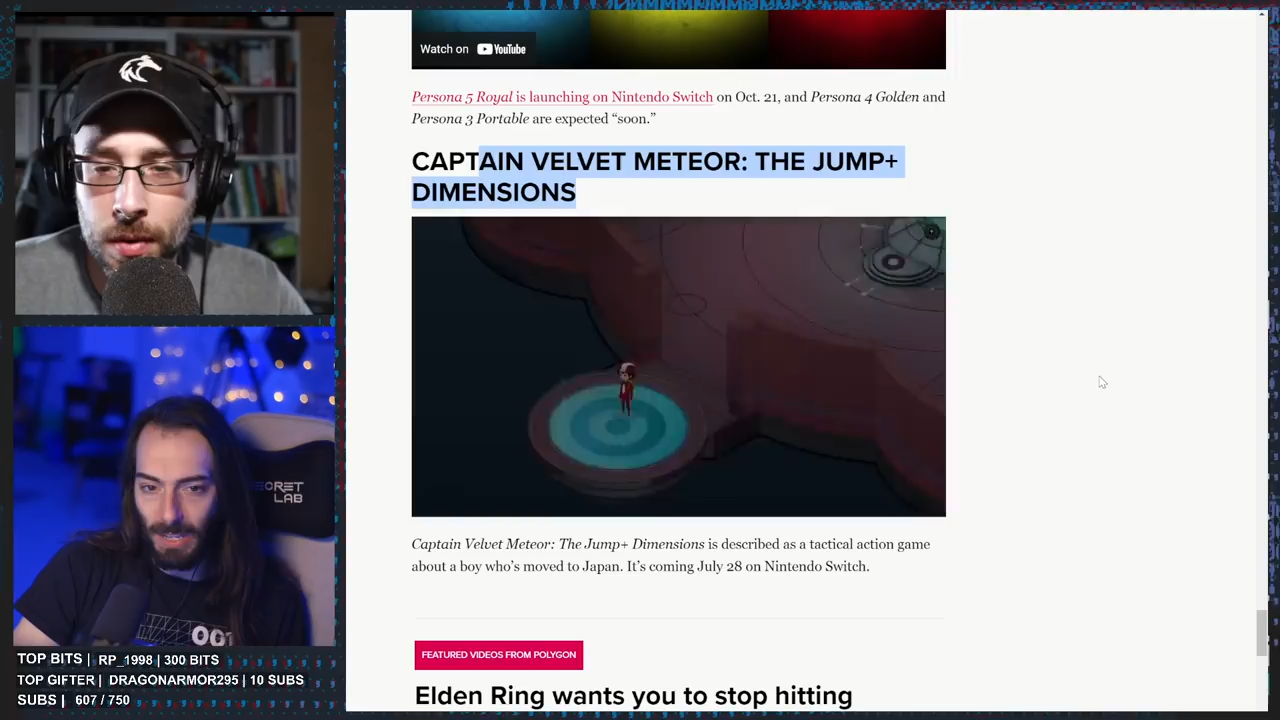 Watch on YouTube
Persona 5 Royal is launching on Nintendo Switch on Oct. 21, and Persona 4 Golden and
Persona 3 Portable are expected “soon.”
CAPTAIN VELVET METEOR: THE JUMP+
DIMENSIONS
Captain Velvet Meteor: The Jump+ Dimensions is described as a tactical action game
about a boy who’s moved to Japan. It’s coming July 28 on Nintendo Switch.
FEATURED VIDEOS FROM POLYGON
Elden Ring wants you to stop hitting
CRET
LAB
001
TOP BITS | RP_1998 | 300 BITS
TOP GIFTER | DRAGONARMOR295 | 10 SUBS
SUBS | 607 / 750